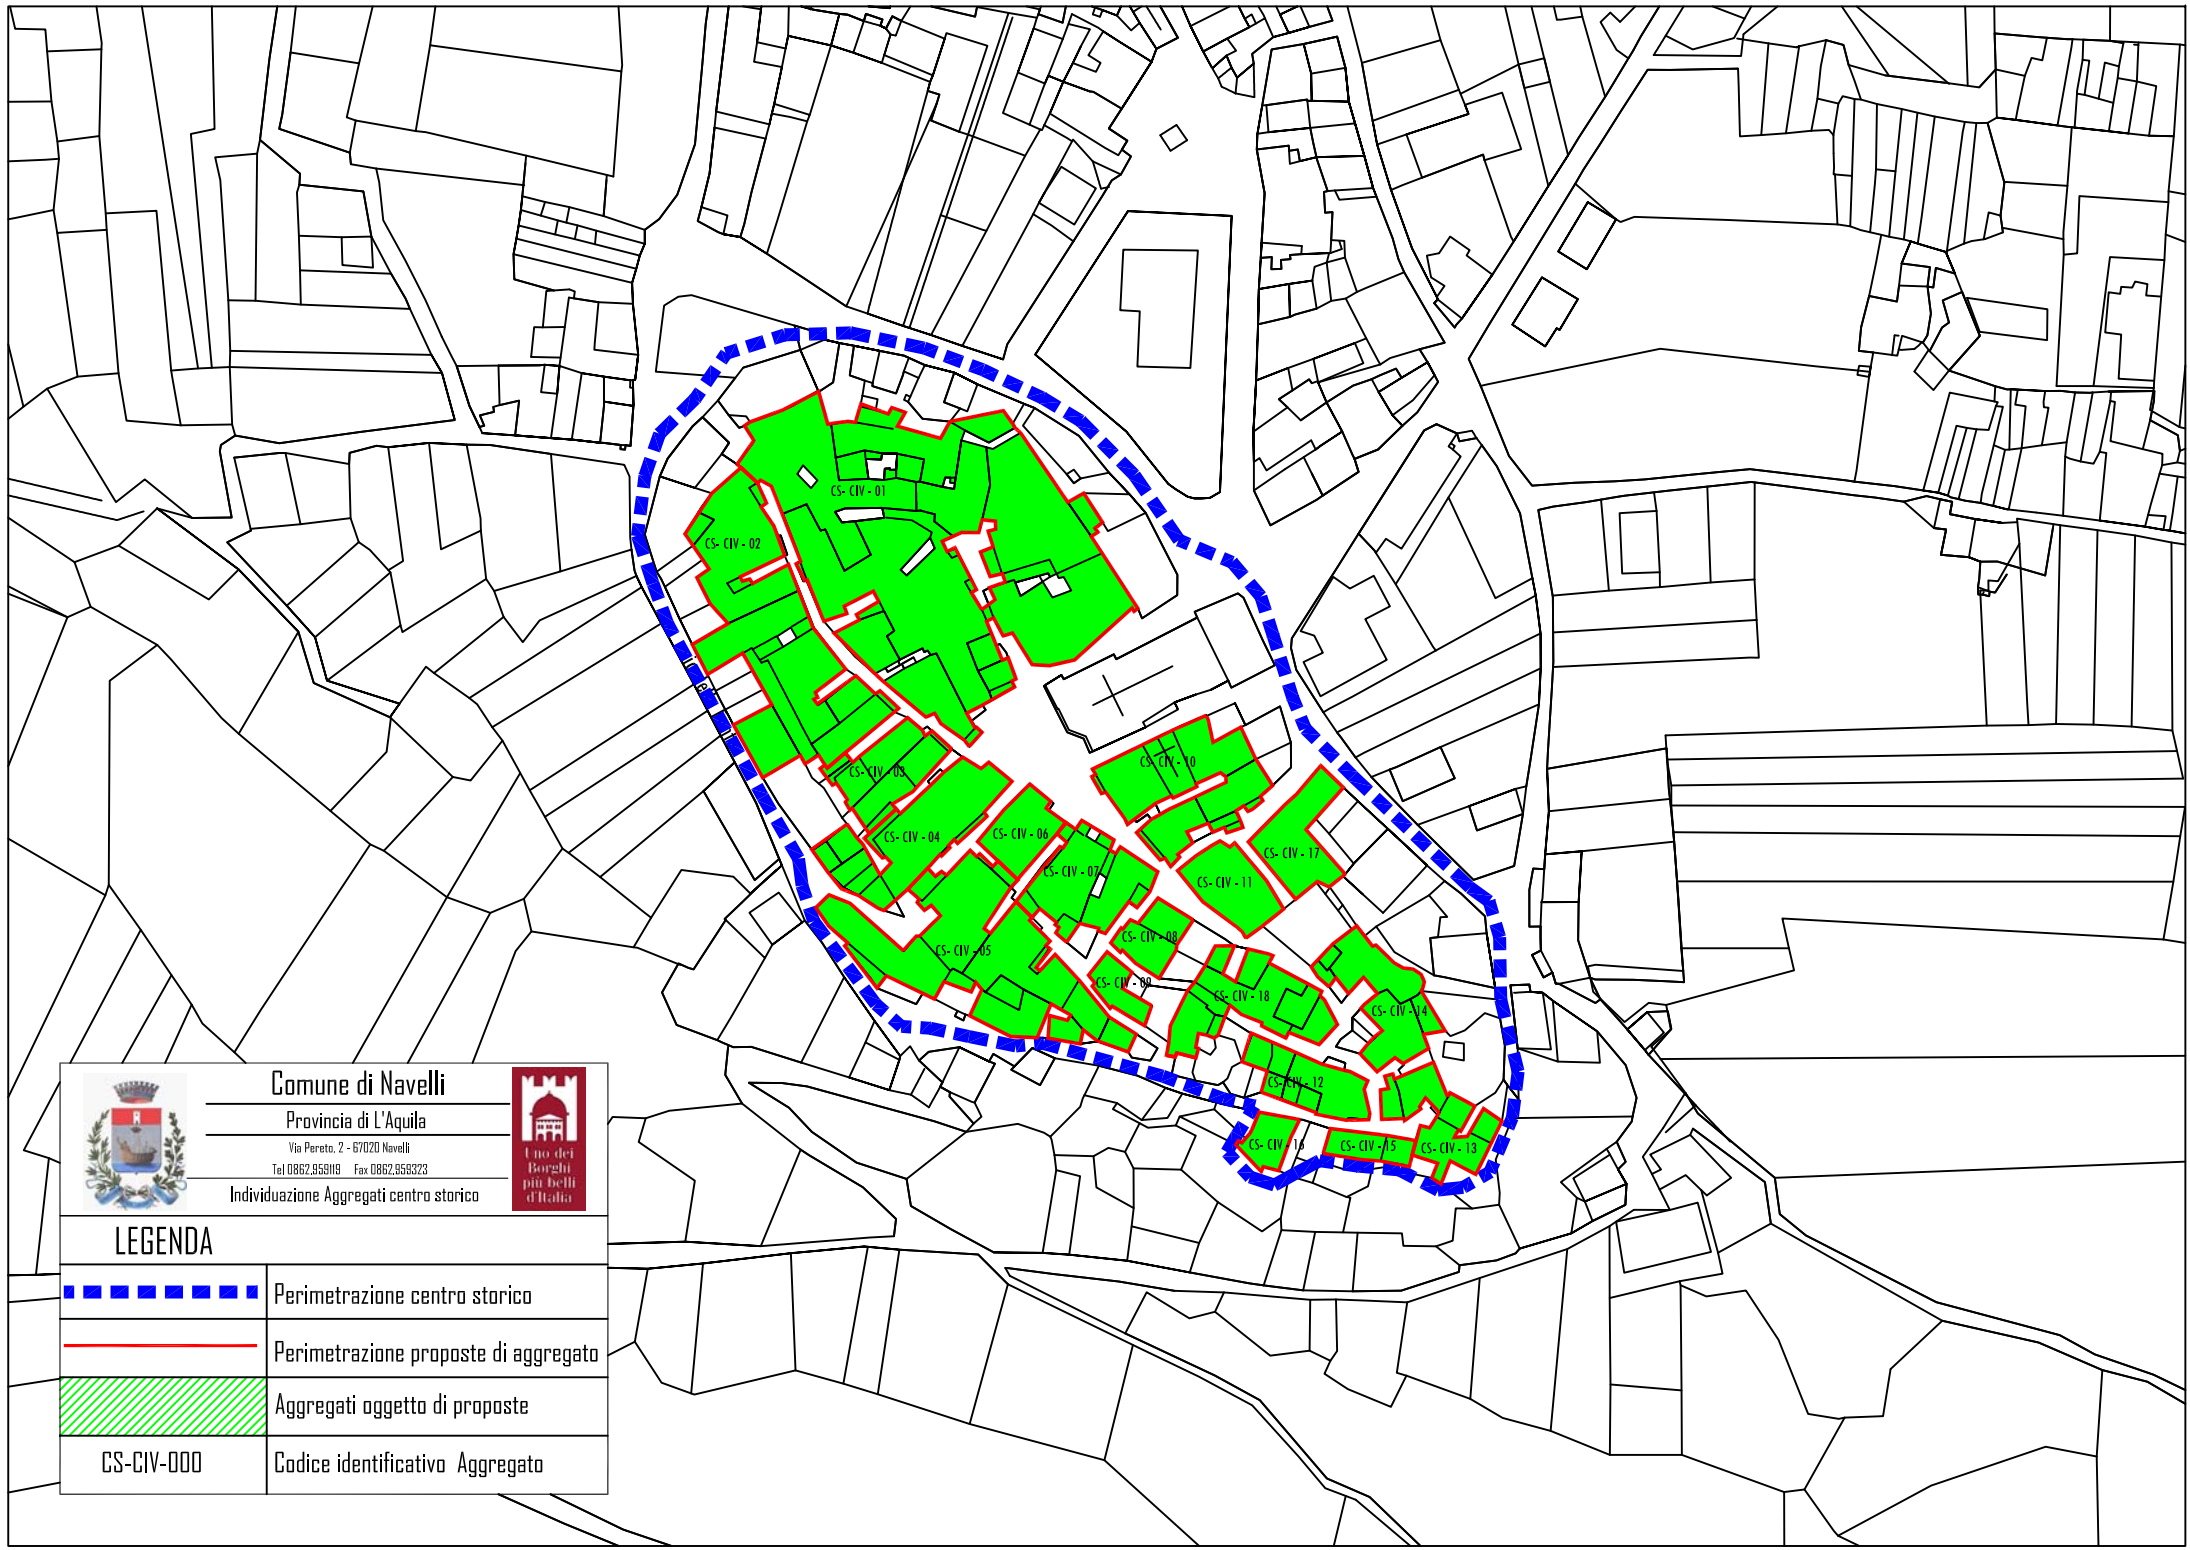 CS- CIV - 01
CS- CIV - 02
CS- CIV - 03
CS- CIV - 04
CS- CIV - 05
CS- CIV - 06
CS- CIV - 07
CS- CIV - 08
CS- CIV - 09
CS- CIV - 10
CS- CIV - 11
CS- CIV - 17
CS- CIV - 18
CS- CIV - 14
CS- CIV - 12
CS- CIV - 16
CS- CIV - 15
CS- CIV - 13
Comune di Navelli
Provincia di L'Aquila
Via Pereto, 2 - 67020 Navelli
Tel 0862,959119 Fax 0862,959323
Individuazione Aggregati centro storico
Uno dei
Borghi
più belli
d'Italia
LEGENDA
Perimetrazione centro storico
Perimetrazione proposte di aggregato
Aggregati oggetto di proposte
CS-CIV-000 Codice identificativo Aggregato